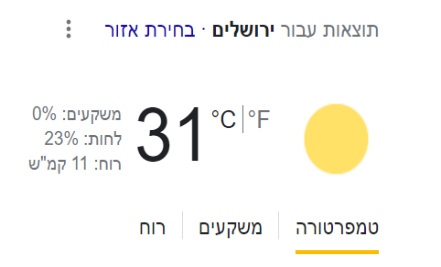 תוצאות עבור ירושלים · בחירת אזור
31 °C | °F
משקעים: 0%
לחות: 23%
רוח: 11 קמ"ש
טמפרטורה | משקעים | רוח